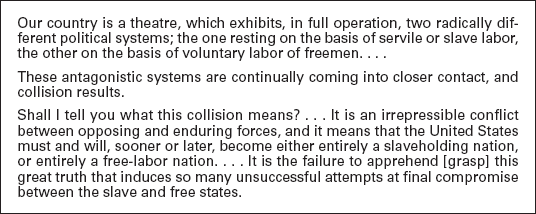 Our country is a theatre, which exhibits, in full operation, two radically dif-
ferent political systems; the one resting on the basis of servile or slave labor,
the other on the basis of voluntary labor of freemen. . . .
These antagonistic systems are continually coming into closer contact, and
collision results.
Shall I tell you what this collision means? . . . It is an irrepressible conflict
between opposing and enduring forces, and it means that the United States
must and will, sooner or later, become either entirely a slaveholding nation,
or entirely a free-labor nation. . . . It is the failure to apprehend [grasp] this
great truth that induces so many unsuccessful attempts at final compromise
between the slave and free states.